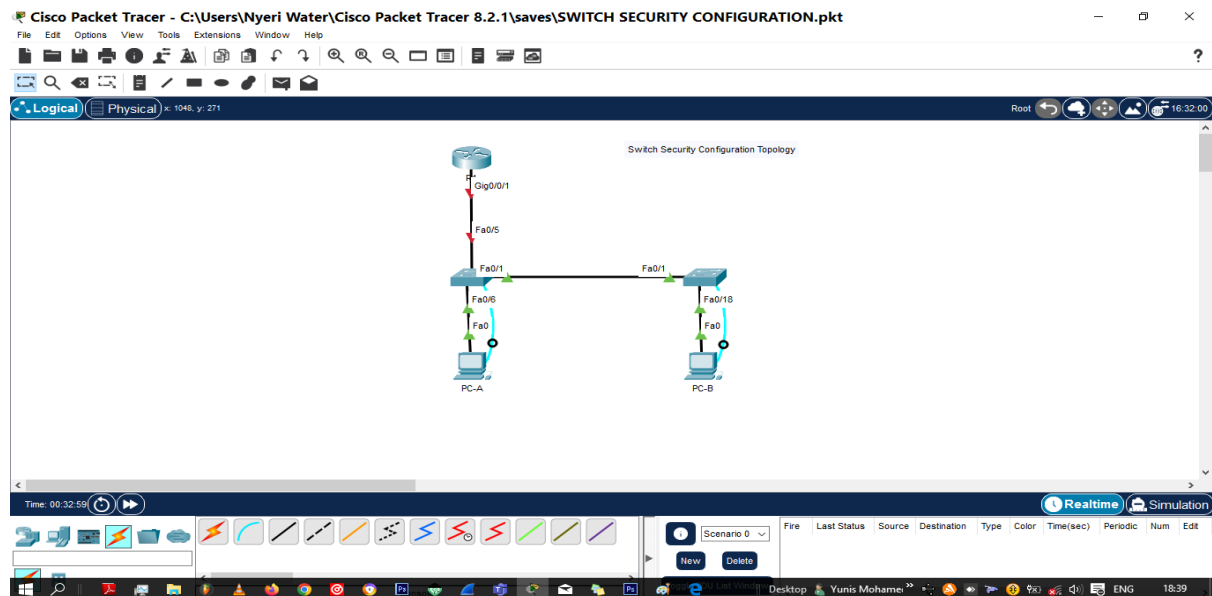 Cisco Packet Tracer - C:\Users\Nyeri Water\Cisco Packet Tracer 8.2.1\saves\SWITCH SECURITY CONFIGURATION.pkt
File Edit Options View Tools Extensions Window Help
?
Logical Physical x: 1048, y: 271 Root 16:32:00
Switch Security Configuration Topology
Gig0/0/1
Fa0/5
Fa0/1 Fa0/1
Fa0/6 Fa0/18
Fa0 Fa0
PC-A PC-B
Time: 00:32:59 Realtime Simulation
Scenario 0 Fire Last Status Source Destination Type Color Time(sec) Periodic Num Edit
New Delete
Desktop Yunis Mohame ENG 18:39